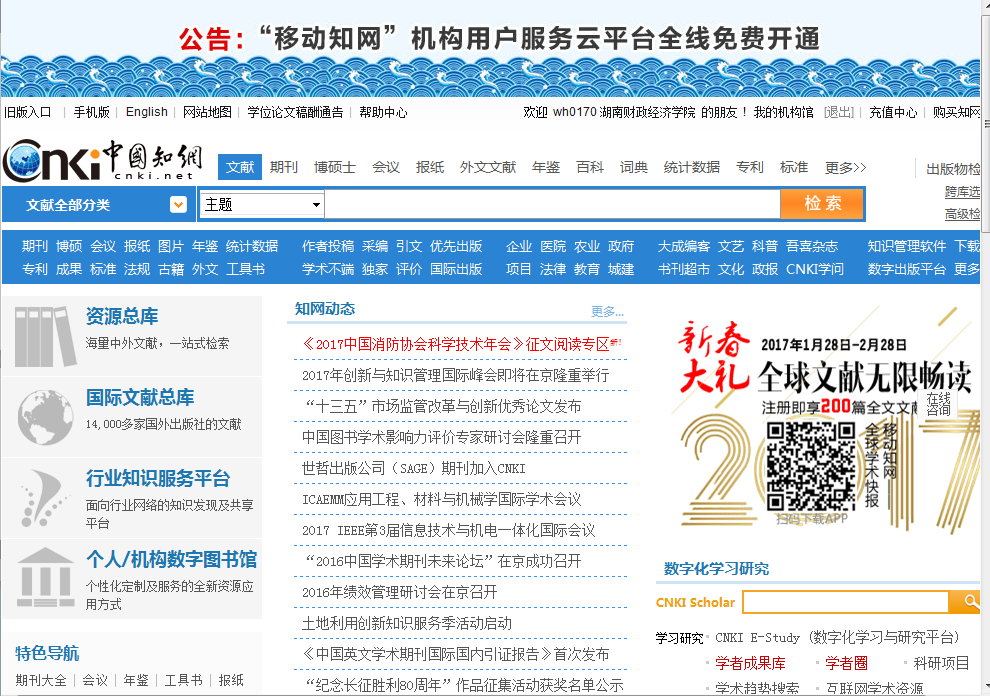 公告：“移动知网”机构用户服务云平台全线免费开通
旧版入口 | 手机版 | English | 网站地图 | 学位论文稿酬通告 | 帮助中心
欢迎 wh0170 湖南财政经济学院 的朋友！ 我的机构馆 [退出] | 充值中心 | 购买知网
Cnki 中国知网
cnki.net
文献 期刊 博硕士 会议 报纸 外文文献 年鉴 百科 词典 统计数据 专利 标准 更多>>
出版物检
文献全部分类 主题 检 索
跨库选
高级检
期刊 博硕 会议 报纸 图片 年鉴 统计数据 作者投稿 采编 引文 优先出版 企业 医院 农业 政府 大成编客 文艺 科普 吾喜杂志 知识管理软件 下载
专利 成果 标准 法规 古籍 外文 工具书 学术不端 独家 评价 国际出版 项目 法律 教育 城建 书刊超市 文化 政报 CNKI学问 数字出版平台 更多
资源总库
海量中外文献，一站式检索
国际文献总库
14,000多家国外出版社的文献
行业知识服务平台
面向行业网络的知识发现及共享
平台
个人/机构数字图书馆
个性化定制及服务的全新资源应
用方式
特色导航
期刊大全 | 会议 | 年鉴 | 工具书 | 报纸
知网动态 更多...
《2017中国消防协会科学技术年会》征文阅读专区
2017年创新与知识管理国际峰会即将在京隆重举行
“十三五”市场监管改革与创新优秀论文发布
中国图书学术影响力评价专家研讨会隆重召开
世哲出版公司（SAGE）期刊加入CNKI
ICAEMM应用工程、材料与机械学国际学术会议
2017 IEEE第3届信息技术与机电一体化国际会议
“2016中国学术期刊未来论坛”在京成功召开
2016年绩效管理研讨会在京召开
土地利用创新知识服务季活动启动
《中国英文学术期刊国际国内引证报告》首次发布
“纪念长征胜利80周年”作品征集活动获奖名单公示
新春
大礼
2017年1月28日-2月28日
全球文献无限畅读
注册即享200篇全文文献
在线
咨询
移动知网——
全球学术快报
扫码下载APP
数字化学习研究
CNKI Scholar
学习研究 · CNKI E-Study（数字化学习与研究平台）
· 学者成果库 · 学者圈 · 科研项目
· 学术趋势搜索 · 互联网学术资源